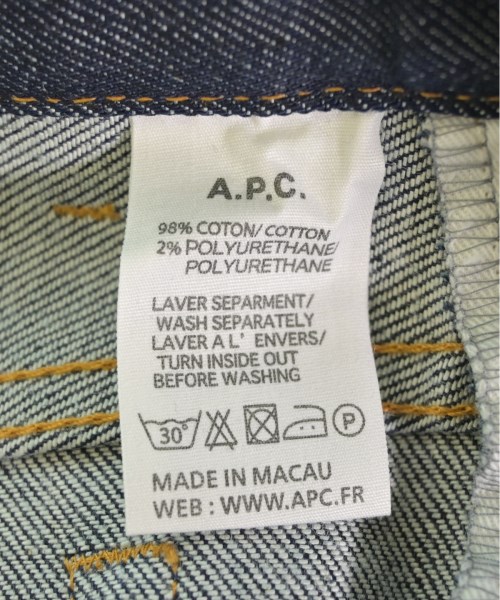 A.P.C.
98% COTON/ COTTON
2% POLYURETHANE/
POLYURETHANE
LAVER SEPARMENT/
WASH SEPARATELY
LAVER A L' ENVERS/
TURN INSIDE OUT
BEFORE WASHING
30° P
MADE IN MACAU
WEB : WWW.APC.FR